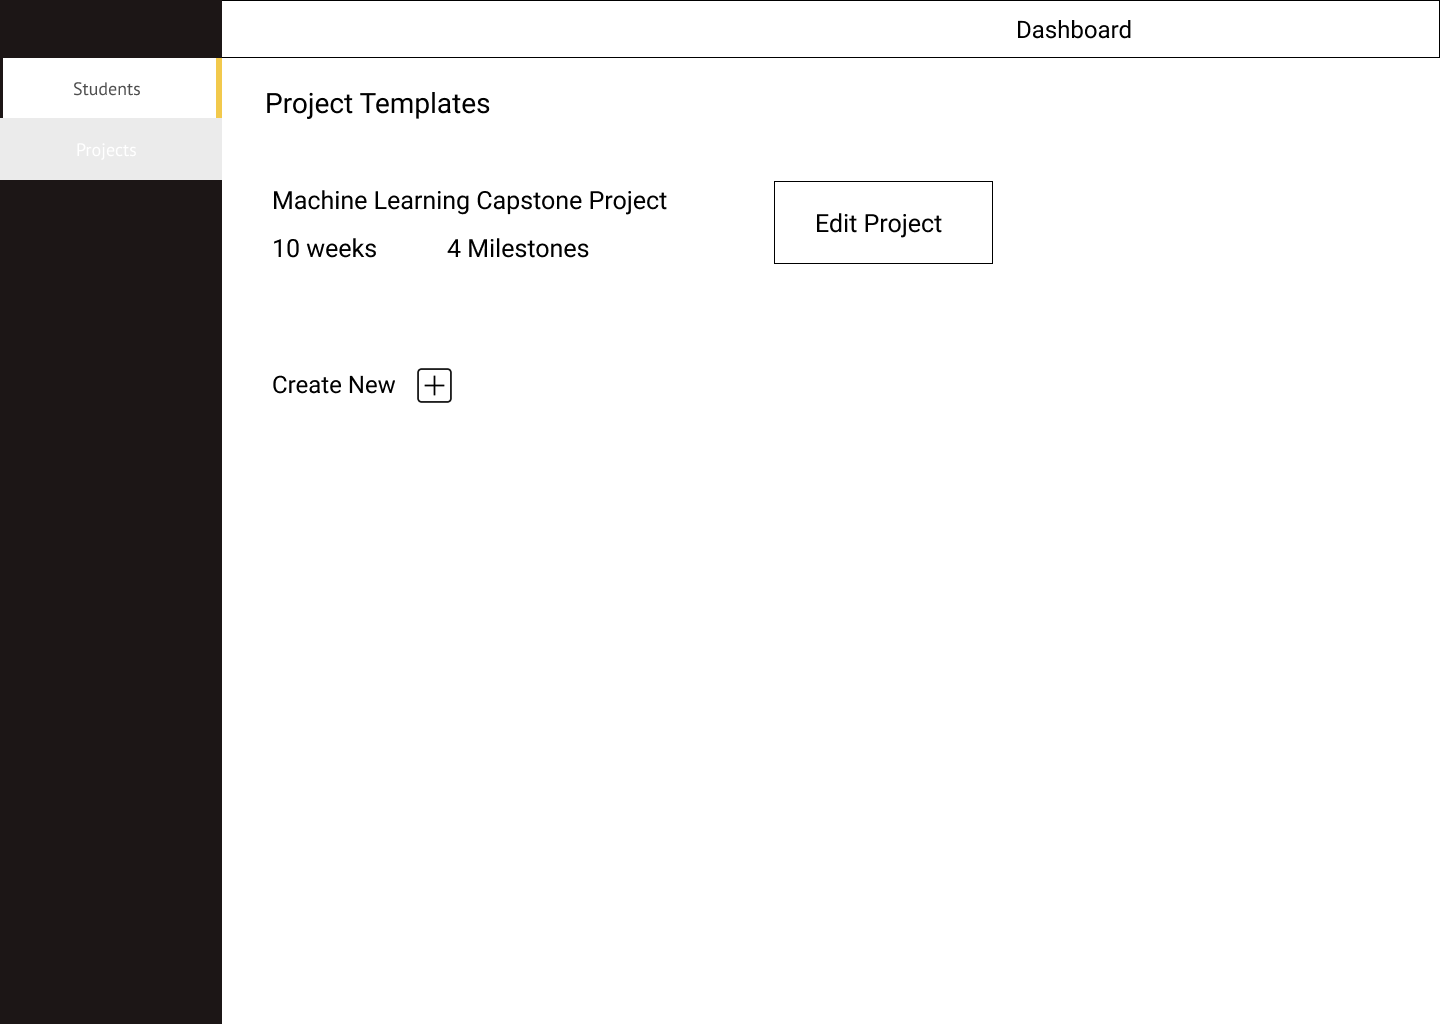 Dashboard
Students
Projects
Project Templates
Machine Learning Capstone Project
10 weeks 4 Milestones
Edit Project
Create New